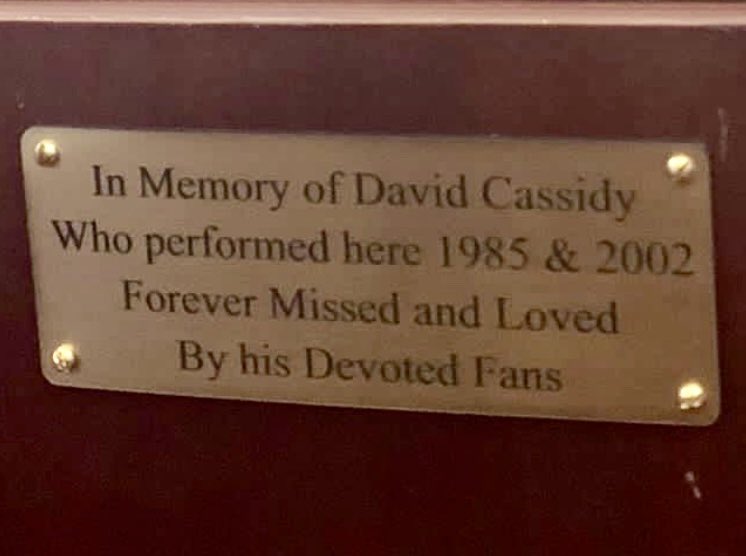 In Memory of David Cassidy
Who performed here 1985 & 2002
Forever Missed and Loved
By his Devoted Fans